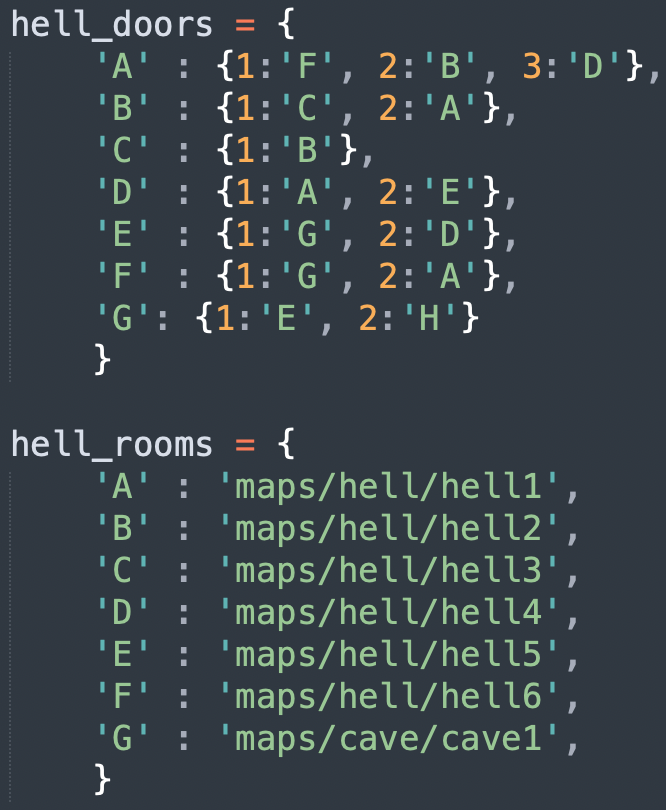 hell_doors = {
    'A' : {1:'F', 2:'B', 3:'D'},
    'B' : {1:'C', 2:'A'},
    'C' : {1:'B'},
    'D' : {1:'A', 2:'E'},
    'E' : {1:'G', 2:'D'},
    'F' : {1:'G', 2:'A'},
    'G': {1:'E', 2:'H'}
    }
hell_rooms = {
    'A' : 'maps/hell/hell1',
    'B' : 'maps/hell/hell2',
    'C' : 'maps/hell/hell3',
    'D' : 'maps/hell/hell4',
    'E' : 'maps/hell/hell5',
    'F' : 'maps/hell/hell6',
    'G' : 'maps/cave/cave1',
    }